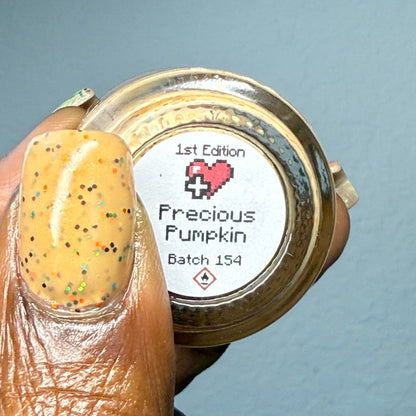 1st Edition
Precious
Pumpkin
Batch 154